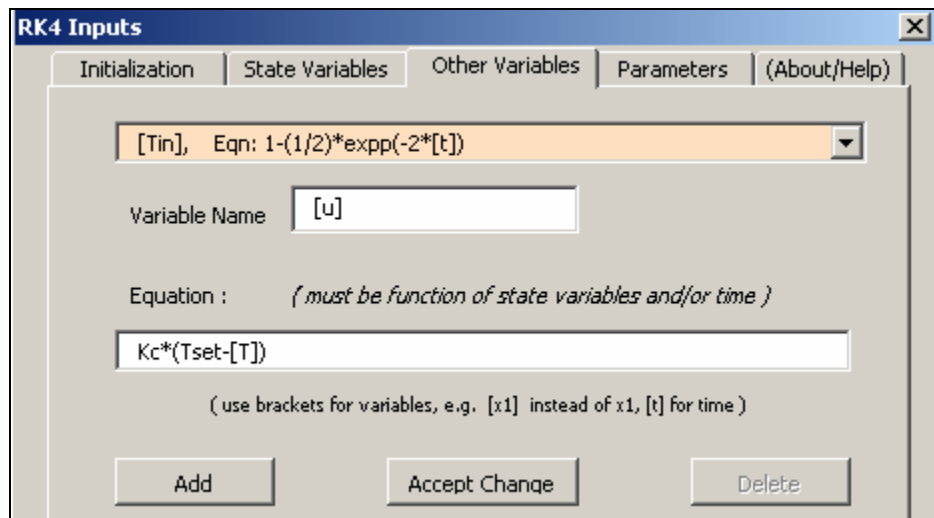 RK4 Inputs
Initialization State Variables Other Variables Parameters (About/Help)
[Tin], Eqn: 1-(1/2)*expp(-2*[t])
Variable Name [u]
Equation : ( must be function of state variables and/or time )
Kc*(Tset-[T])
( use brackets for variables, e.g. [x1] instead of x1, [t] for time )
Add Accept Change Delete